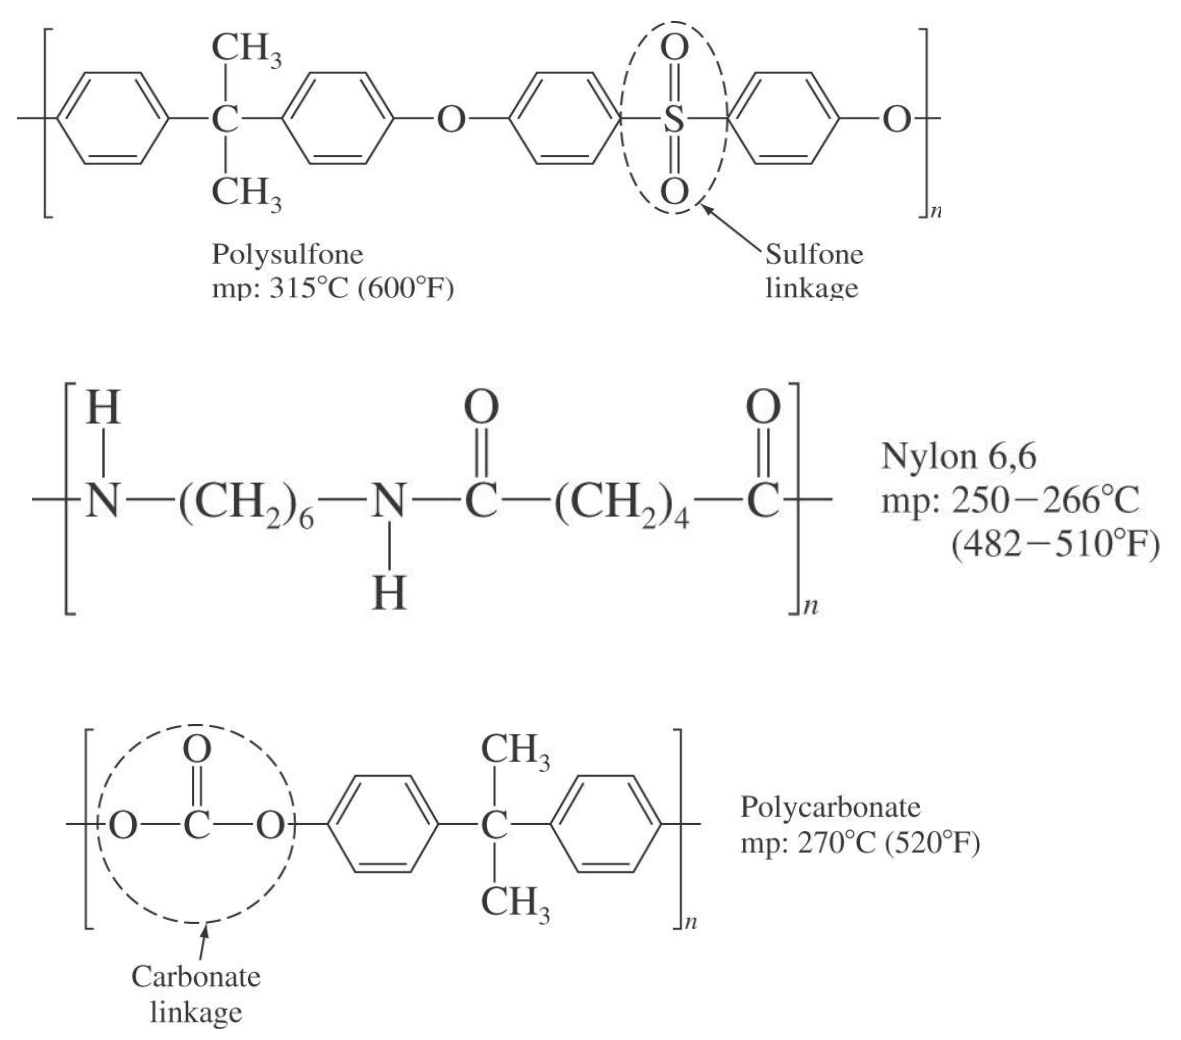 CH₃
C
O
O
S
O
O
CH₃
n
Polysulfone
mp: 315°C (600°F)
Sulfone
linkage
H
O
O
N—(CH₂)₆—N—C—(CH₂)₄—C
H
n
Nylon 6,6
mp: 250–266°C
(482–510°F)
O
CH₃
O—C—O
C
CH₃
n
Polycarbonate
mp: 270°C (520°F)
Carbonate
linkage